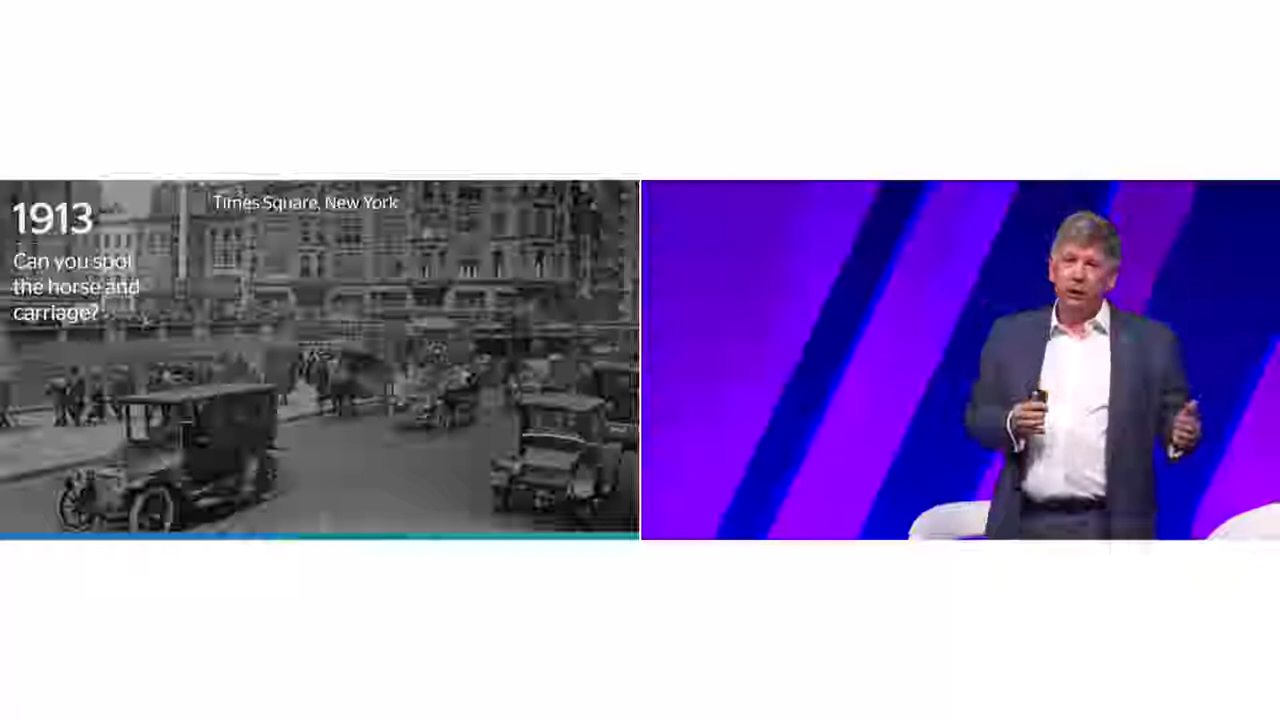 1913
Times Square, New York
Can you spot
the horse and
carriage?